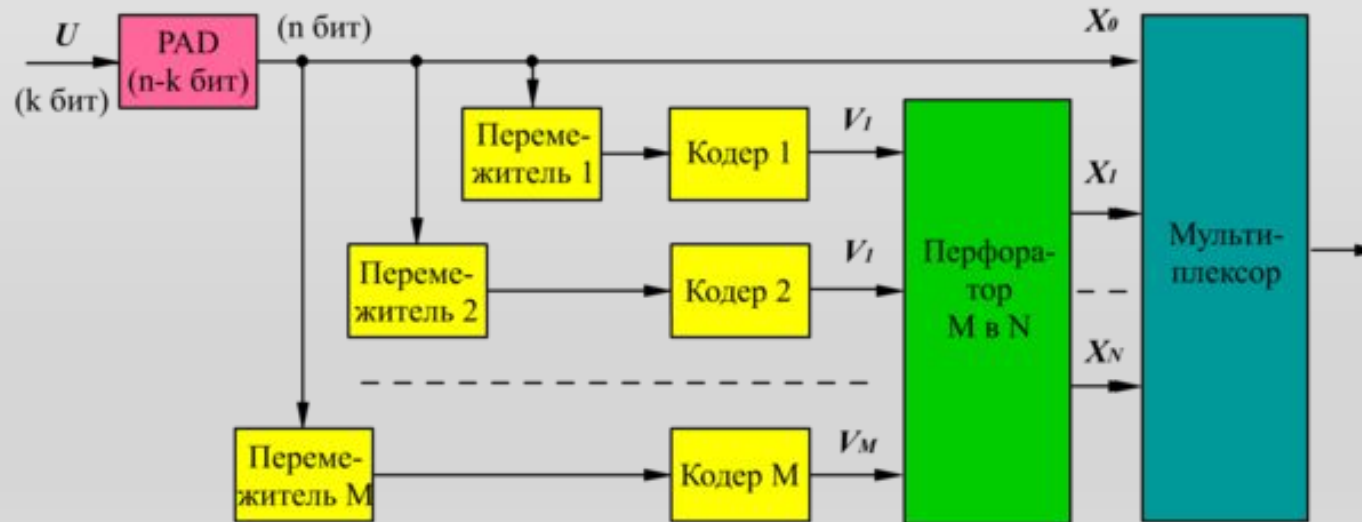 U
(k бит)
PAD
(n-k бит)
(n бит)
X0
Переме-
житель 1
Кодер 1
V1
Переме-
житель 2
Кодер 2
V1
Переме-
житель M
Кодер M
VM
Перфора-
тор
M в N
X1
XN
Мульти-
плексор